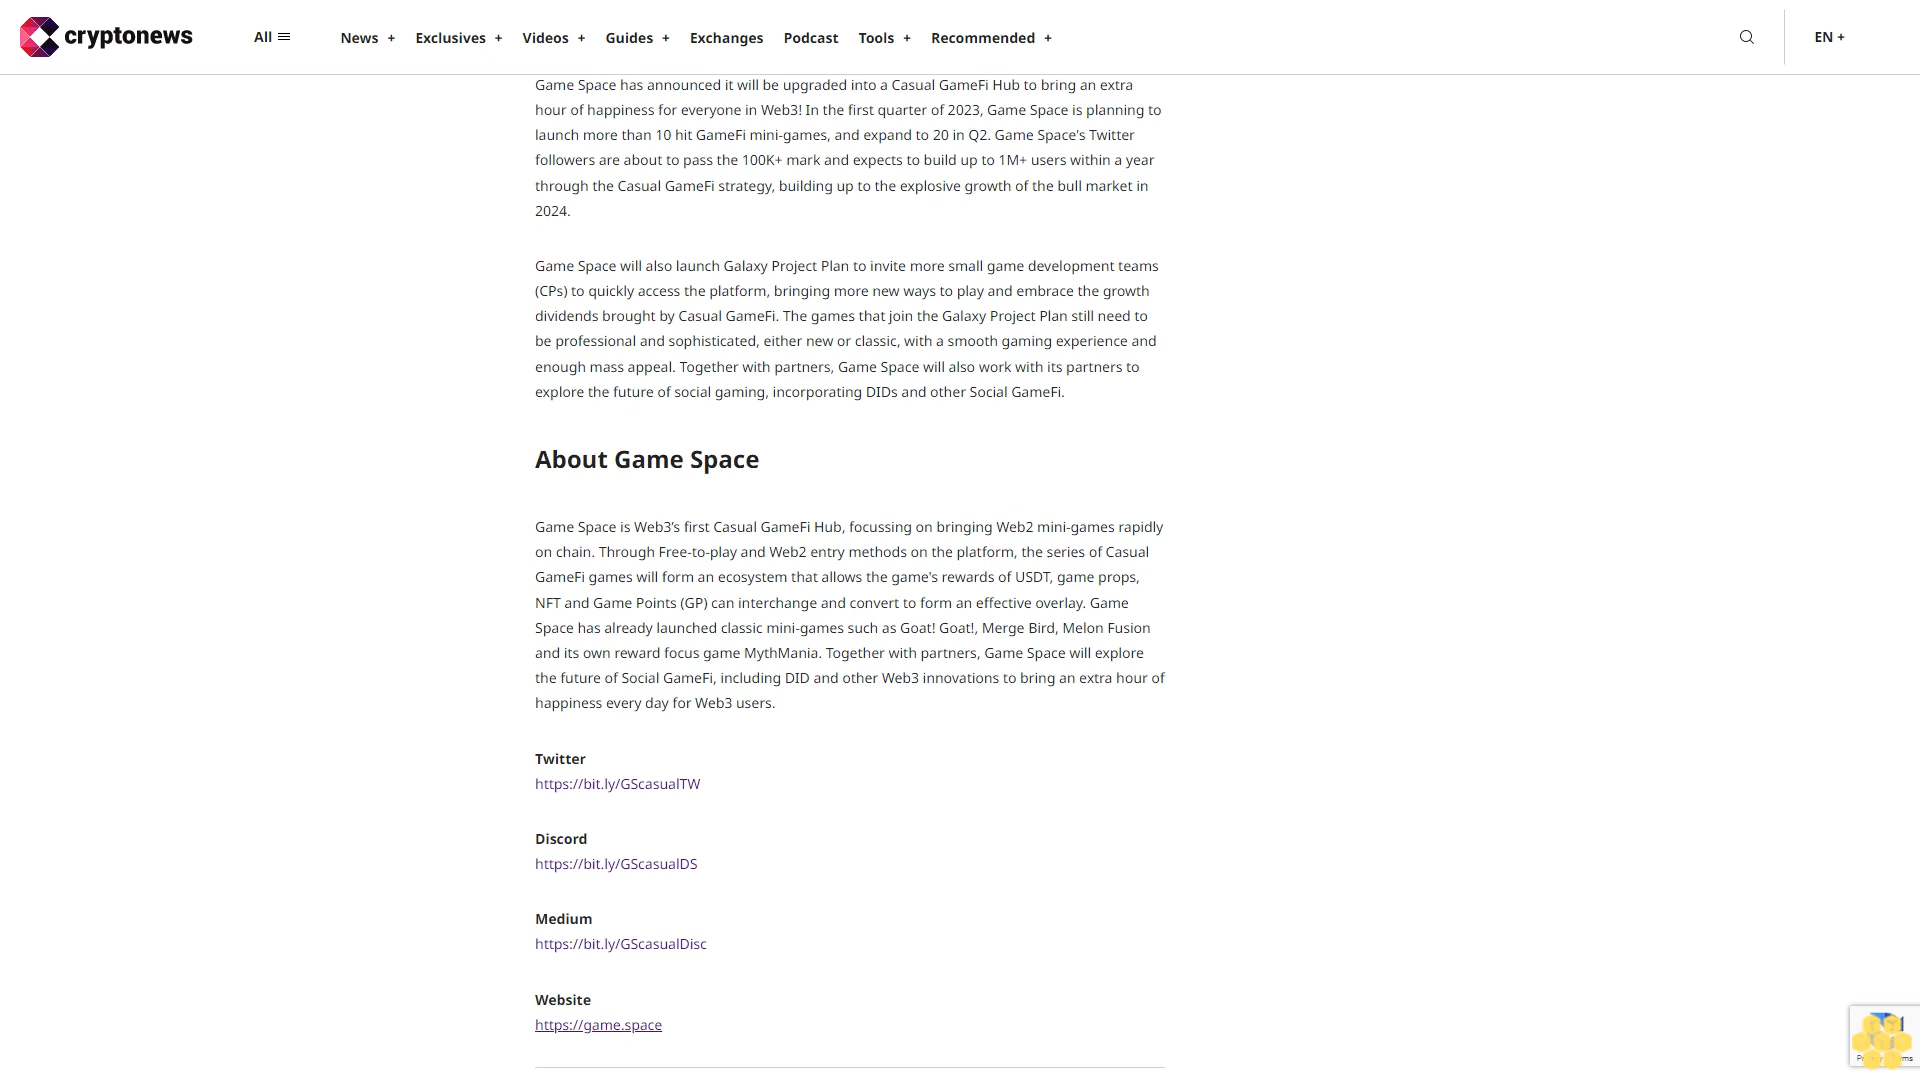 cryptonews
All
News +
Exclusives +
Videos +
Guides +
Exchanges
Podcast
Tools +
Recommended +
EN +
Game Space has announced it will be upgraded into a Casual GameFi Hub to bring an extra
hour of happiness for everyone in Web3! In the first quarter of 2023, Game Space is planning to
launch more than 10 hit GameFi mini-games, and expand to 20 in Q2. Game Space's Twitter
followers are about to pass the 100K+ mark and expects to build up to 1M+ users within a year
through the Casual GameFi strategy, building up to the explosive growth of the bull market in
2024.
Game Space will also launch Galaxy Project Plan to invite more small game development teams
(CPs) to quickly access the platform, bringing more new ways to play and embrace the growth
dividends brought by Casual GameFi. The games that join the Galaxy Project Plan still need to
be professional and sophisticated, either new or classic, with a smooth gaming experience and
enough mass appeal. Together with partners, Game Space will also work with its partners to
explore the future of social gaming, incorporating DIDs and other Social GameFi.
About Game Space
Game Space is Web3’s first Casual GameFi Hub, focussing on bringing Web2 mini-games rapidly
on chain. Through Free-to-play and Web2 entry methods on the platform, the series of Casual
GameFi games will form an ecosystem that allows the game's rewards of USDT, game props,
NFT and Game Points (GP) can interchange and convert to form an effective overlay. Game
Space has already launched classic mini-games such as Goat! Goat!, Merge Bird, Melon Fusion
and its own reward focus game MythMania. Together with partners, Game Space will explore
the future of Social GameFi, including DID and other Web3 innovations to bring an extra hour of
happiness every day for Web3 users.
Twitter
https://bit.ly/GScasualTW
Discord
https://bit.ly/GScasualDS
Medium
https://bit.ly/GScasualDisc
Website
https://game.space